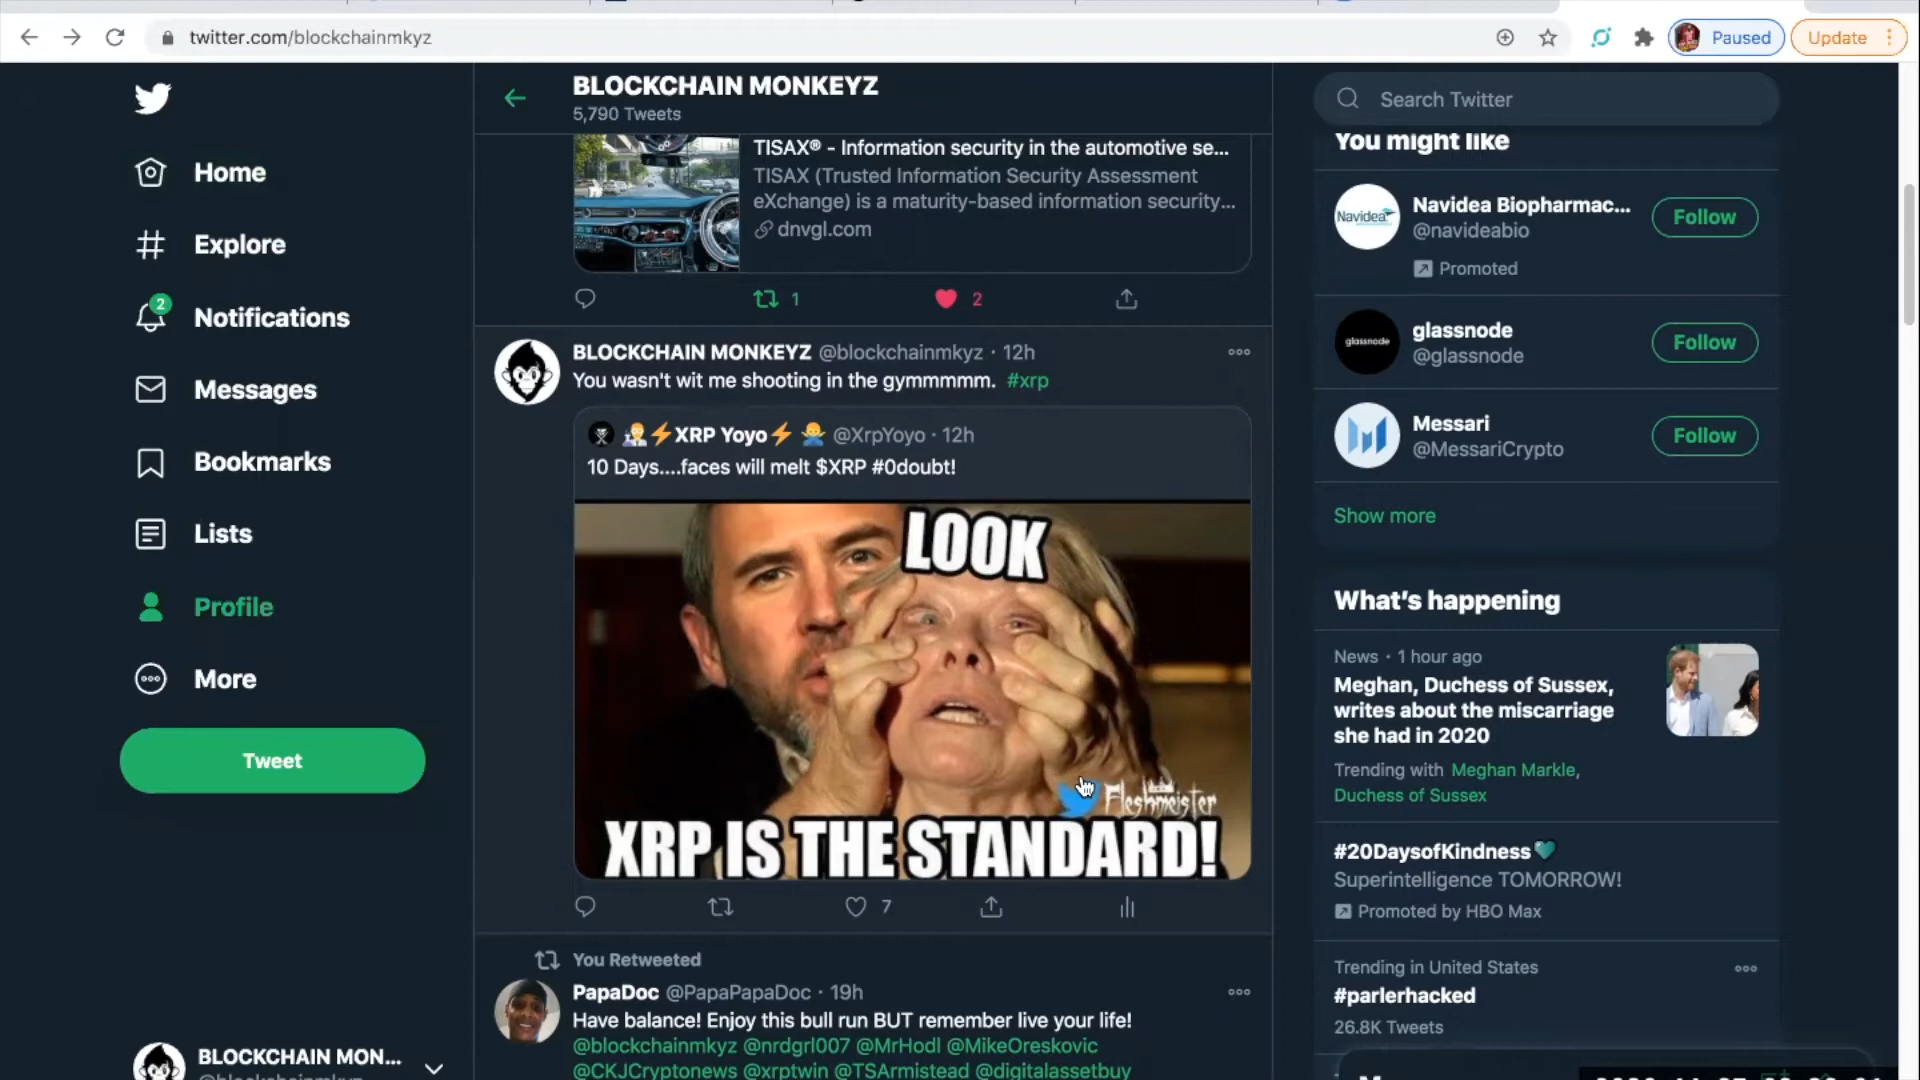 twitter.com/blockchainmkyz
Paused
Update
BLOCKCHAIN MONKEYZ
5,790 Tweets
Search Twitter
Home
Explore
2
Notifications
Messages
Bookmarks
Lists
Profile
More
Tweet
BLOCKCHAIN MON...
TISAX® - Information security in the automotive se...
TISAX (Trusted Information Security Assessment
eXchange) is a maturity-based information security...
dnvgl.com
1
2
BLOCKCHAIN MONKEYZ @blockchainmkyz · 12h
You wasn't wit me shooting in the gymmmmm. #xrp
XRP Yoyo @XrpYoyo · 12h
10 Days....faces will melt $XRP #0doubt!
LOOK
Fleshmeister
XRP IS THE STANDARD!
7
You Retweeted
PapaDoc @PapaPapaDoc · 19h
Have balance! Enjoy this bull run BUT remember live your life!
@blockchainmkyz @nrdgrl007 @MrHodl @MikeOreskovic
@CKJCryptonews @xrptwin @TSArmistead @digitalassetbuy
You might like
Navidea
Navidea Biopharmac...
@navideabio
Follow
Promoted
glassnode
glassnode
@glassnode
Follow
Messari
@MessariCrypto
Follow
Show more
What's happening
News · 1 hour ago
Meghan, Duchess of Sussex,
writes about the miscarriage
she had in 2020
Trending with Meghan Markle,
Duchess of Sussex
#20DaysofKindness
Superintelligence TOMORROW!
Promoted by HBO Max
Trending in United States
#parlerhacked
26.8K Tweets